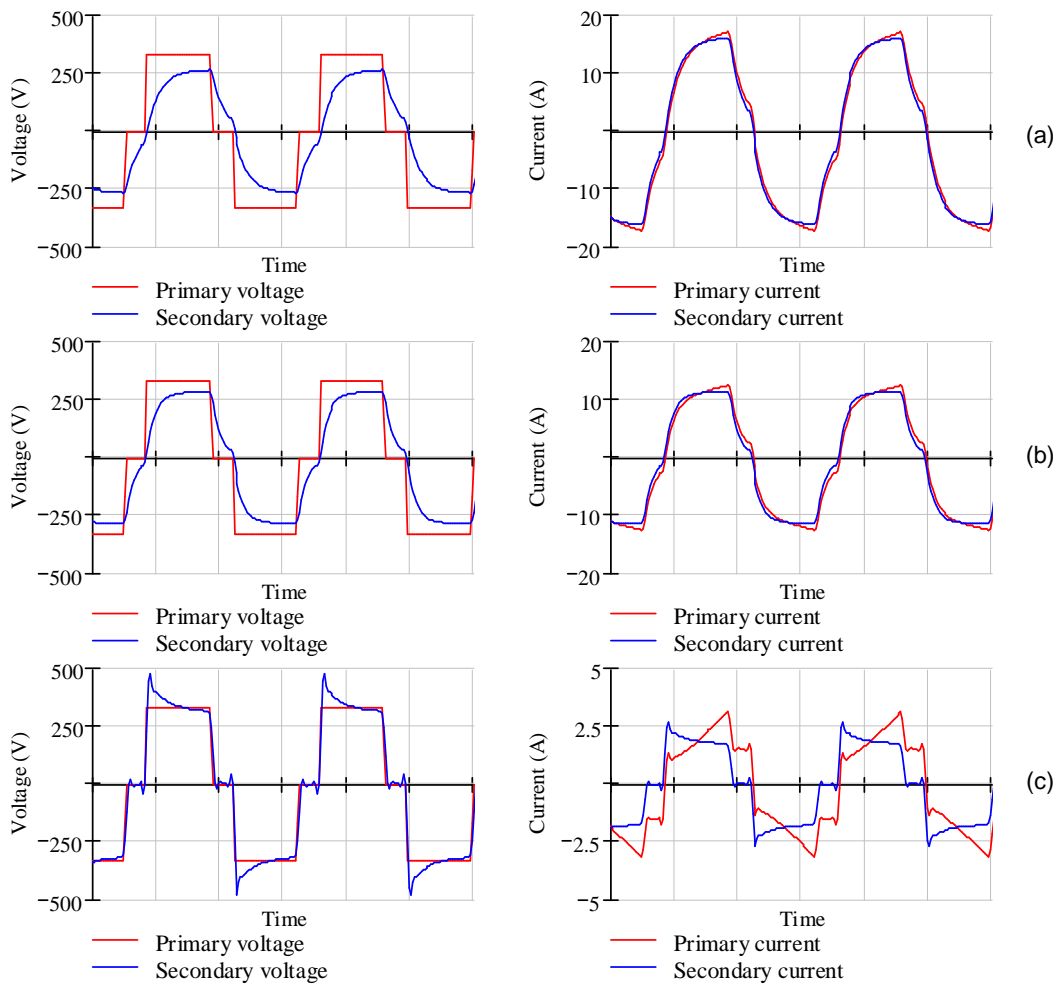 500
250
−250
−500
Voltage (V)
Time
Primary voltage
Secondary voltage
20
10
−10
−20
Current (A)
Time
Primary current
Secondary current
(a)
500
250
−250
−500
Voltage (V)
Time
Primary voltage
Secondary voltage
20
10
−10
−20
Current (A)
Time
Primary current
Secondary current
(b)
500
250
−250
−500
Voltage (V)
Time
Primary voltage
Secondary voltage
5
2.5
−2.5
−5
Current (A)
Time
Primary current
Secondary current
(c)